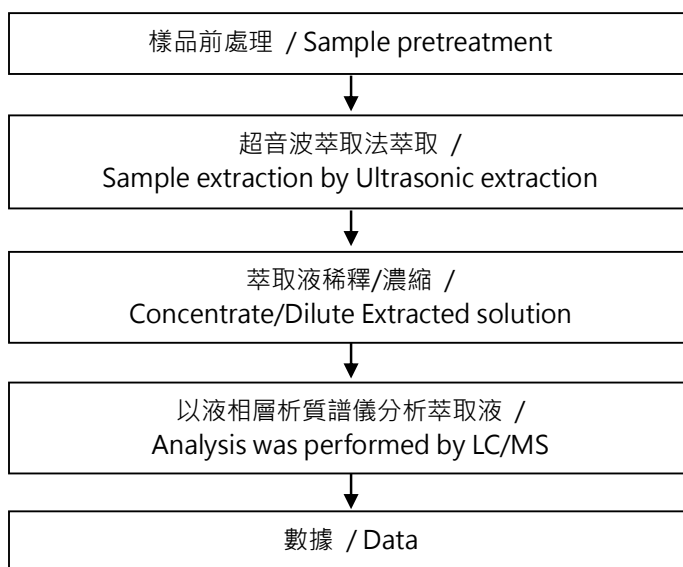 樣品前處理 / Sample pretreatment
超音波萃取法萃取 /
Sample extraction by Ultrasonic extraction
萃取液稀釋/濃縮 /
Concentrate/Dilute Extracted solution
以液相層析質譜儀分析萃取液 /
Analysis was performed by LC/MS
數據 / Data